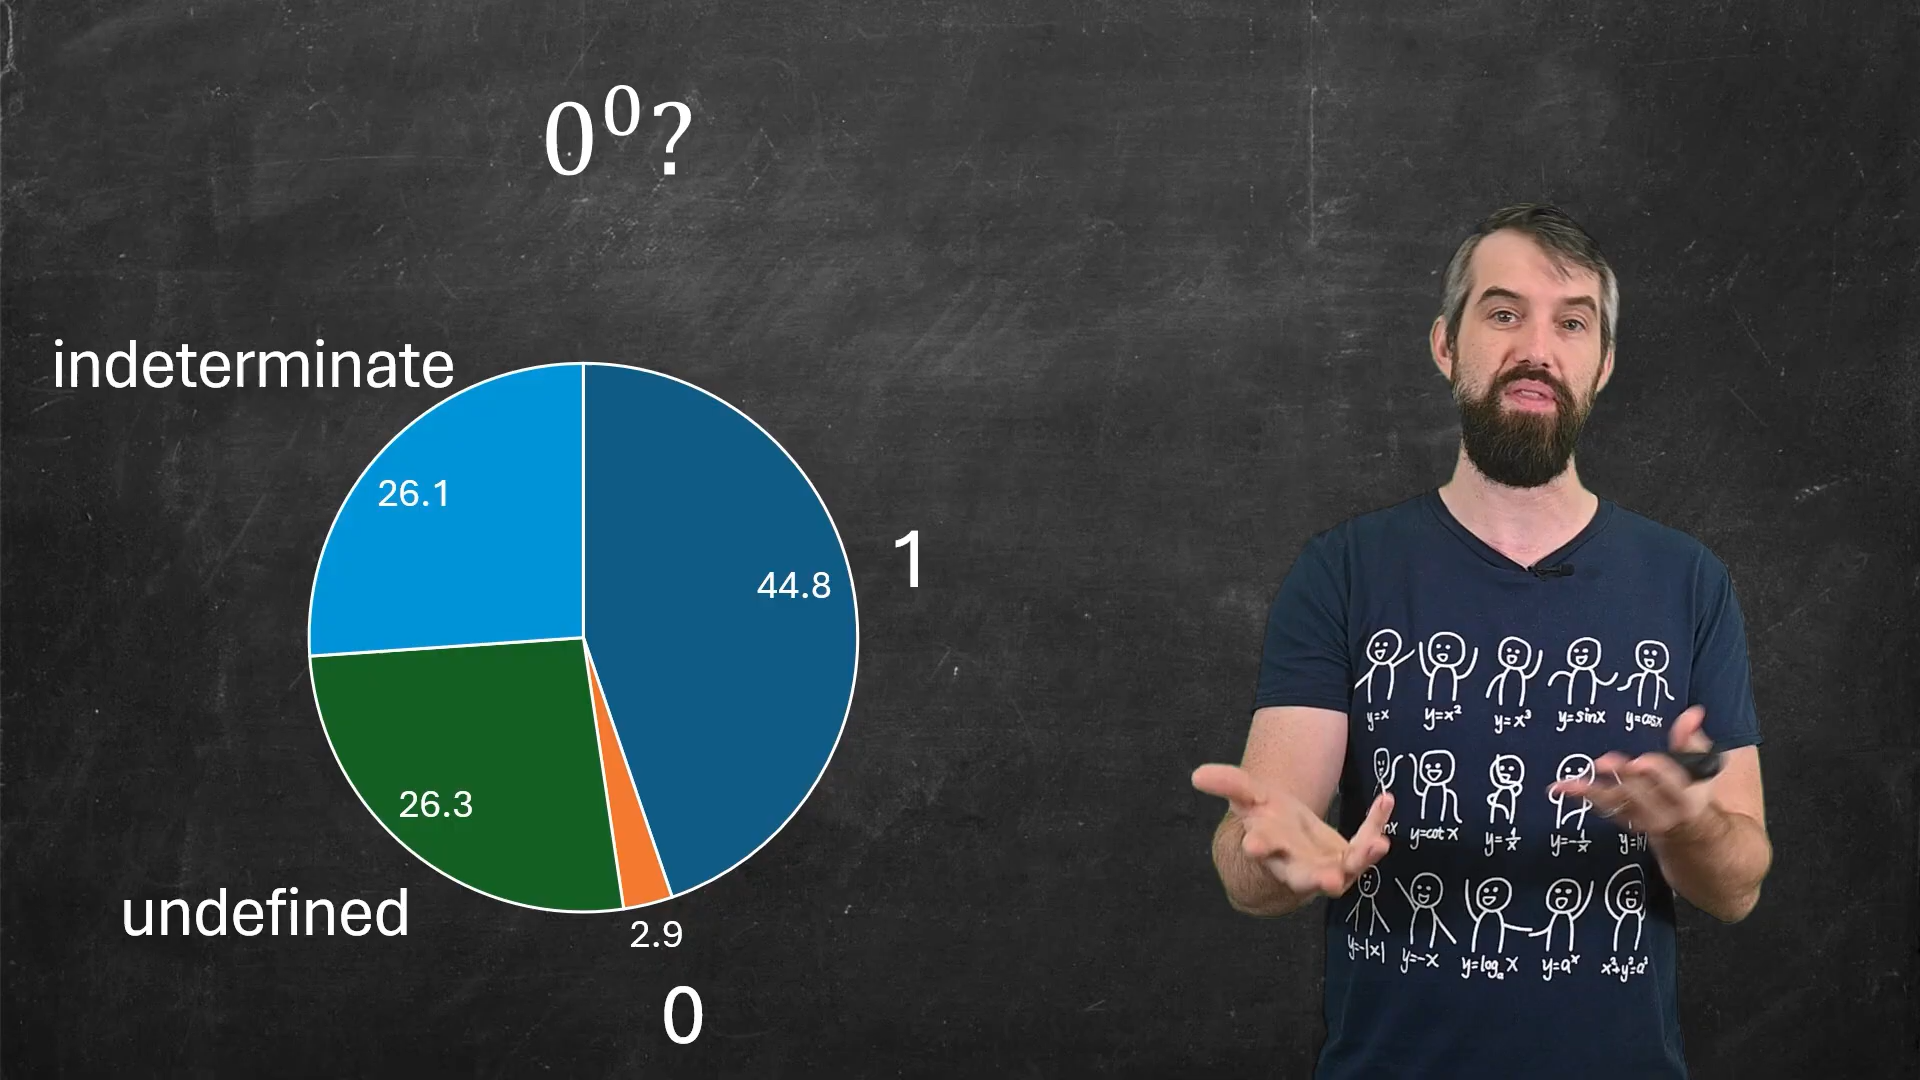 0⁰?
indeterminate
26.1
44.8
1
26.3
undefined
2.9
0
y=x y=x² y=x³ y=sinx y=cosx
y=cotx y=1/x y=-1/x
y=-|x| y=-x y=logₐx y=aˣ x²+y²=a²